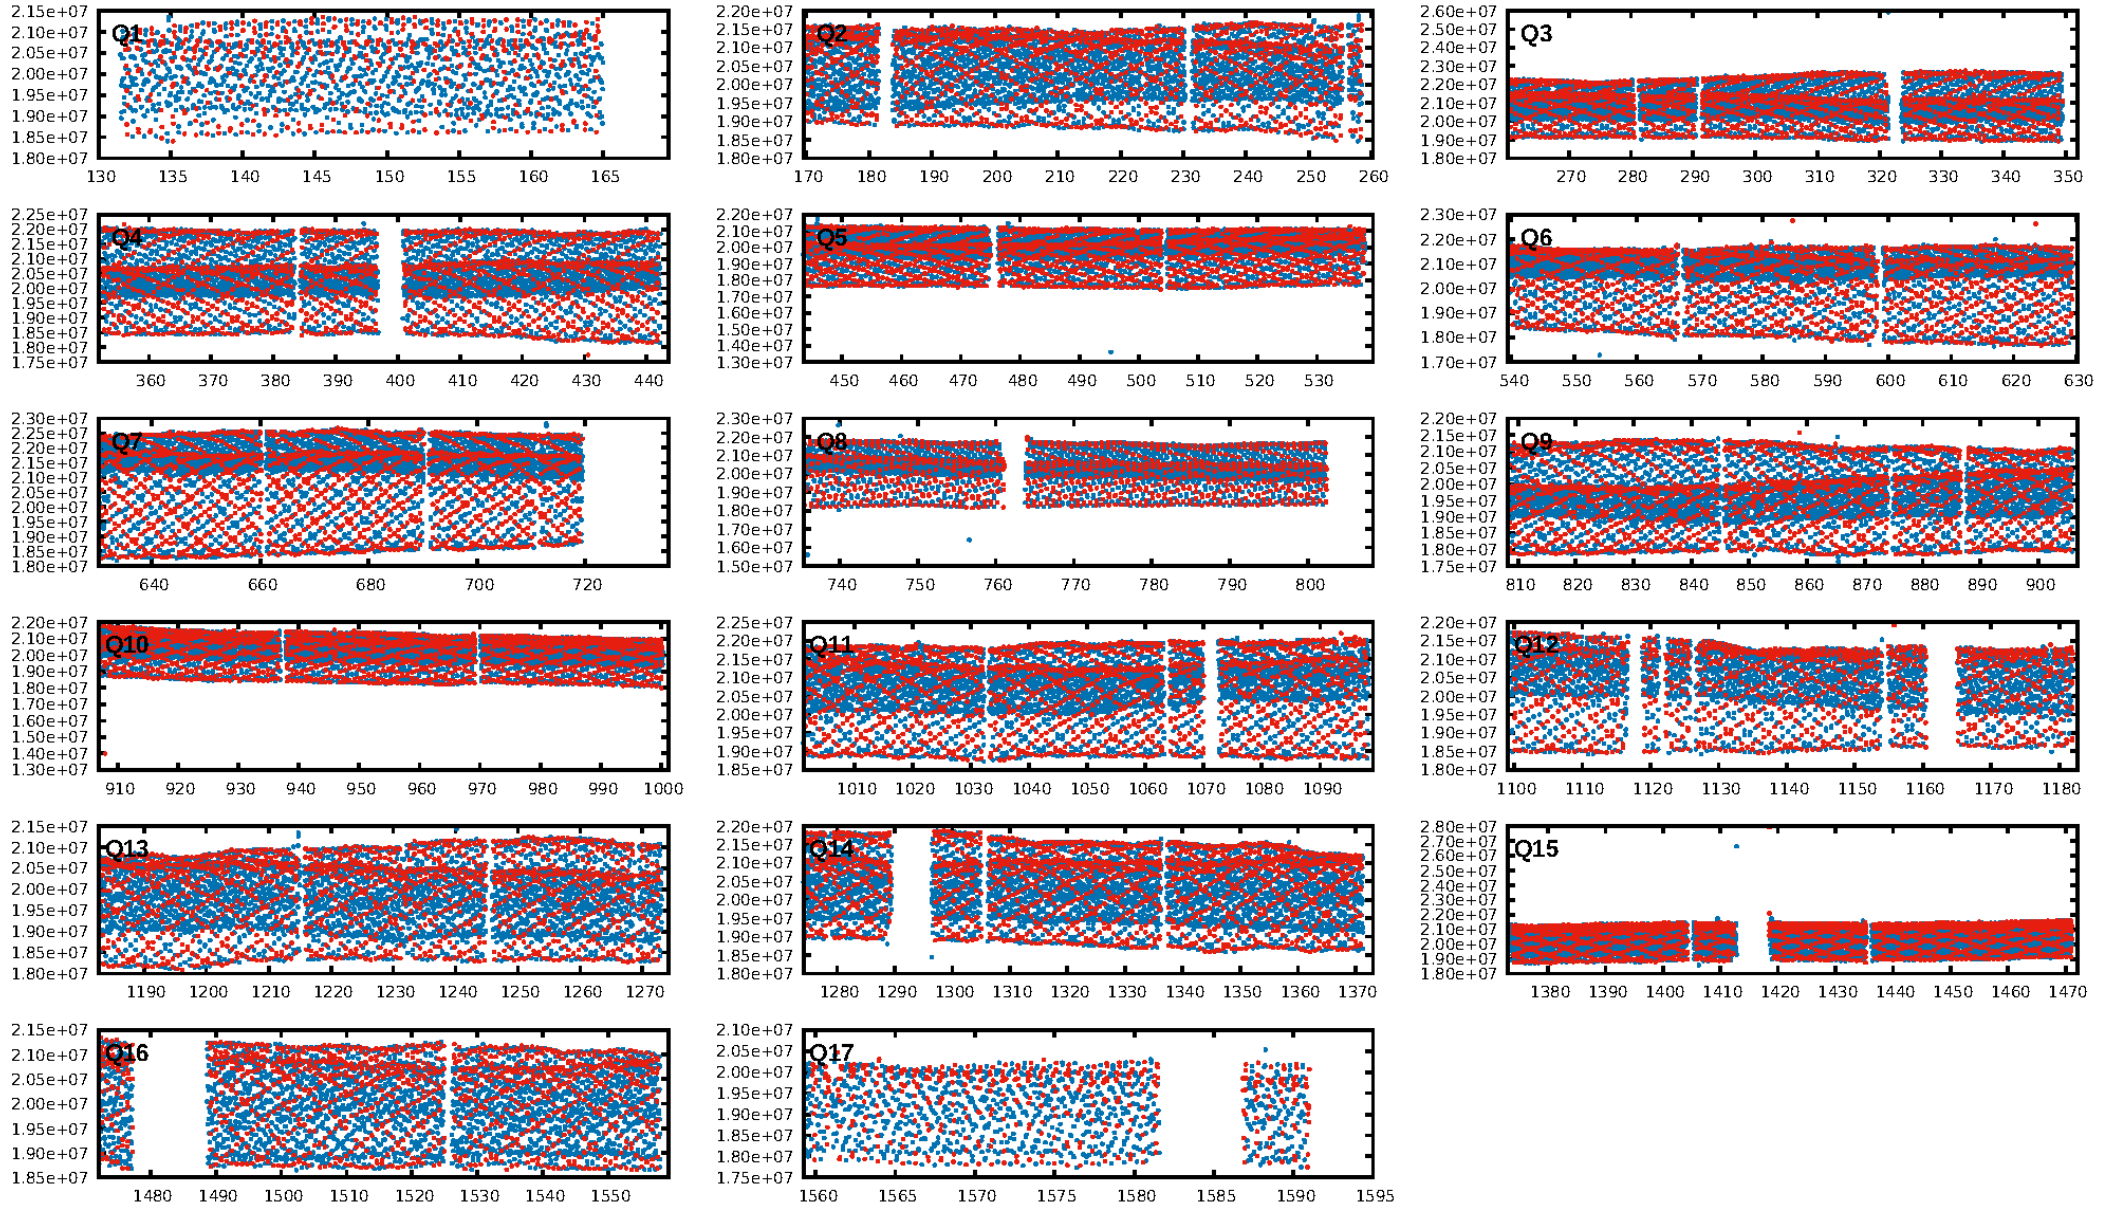 2.15e+07 2.10e+07 2.05e+07 2.00e+07 1.95e+07 1.90e+07 1.85e+07 1.80e+07
Q1
130 135 140 145 150 155 160 165
2.20e+07 2.15e+07 2.10e+07 2.05e+07 2.00e+07 1.95e+07 1.90e+07 1.85e+07 1.80e+07
Q2
170 180 190 200 210 220 230 240 250 260
2.60e+07 2.50e+07 2.40e+07 2.30e+07 2.20e+07 2.10e+07 2.00e+07 1.90e+07 1.80e+07
Q3
270 280 290 300 310 320 330 340 350
2.25e+07 2.20e+07 2.15e+07 2.10e+07 2.05e+07 2.00e+07 1.95e+07 1.90e+07 1.85e+07 1.80e+07 1.75e+07
Q4
360 370 380 390 400 410 420 430 440
2.20e+07 2.10e+07 2.00e+07 1.90e+07 1.80e+07 1.70e+07 1.60e+07 1.50e+07 1.40e+07 1.30e+07
Q5
450 460 470 480 490 500 510 520 530
2.30e+07 2.20e+07 2.10e+07 2.00e+07 1.90e+07 1.80e+07 1.70e+07
Q6
540 550 560 570 580 590 600 610 620 630
2.30e+07 2.25e+07 2.20e+07 2.15e+07 2.10e+07 2.05e+07 2.00e+07 1.95e+07 1.90e+07 1.85e+07 1.80e+07
Q7
640 660 680 700 720
2.30e+07 2.20e+07 2.10e+07 2.00e+07 1.90e+07 1.80e+07 1.70e+07 1.60e+07 1.50e+07
Q8
740 750 760 770 780 790 800
2.20e+07 2.15e+07 2.10e+07 2.05e+07 2.00e+07 1.95e+07 1.90e+07 1.85e+07 1.80e+07 1.75e+07
Q9
810 820 830 840 850 860 870 880 890 900
2.20e+07 2.10e+07 2.00e+07 1.90e+07 1.80e+07 1.70e+07 1.60e+07 1.50e+07 1.40e+07 1.30e+07
Q10
910 920 930 940 950 960 970 980 990 1000
2.25e+07 2.20e+07 2.15e+07 2.10e+07 2.05e+07 2.00e+07 1.95e+07 1.90e+07 1.85e+07
Q11
1010 1020 1030 1040 1050 1060 1070 1080 1090
2.20e+07 2.15e+07 2.10e+07 2.05e+07 2.00e+07 1.95e+07 1.90e+07 1.85e+07 1.80e+07
Q12
1100 1110 1120 1130 1140 1150 1160 1170 1180
2.15e+07 2.10e+07 2.05e+07 2.00e+07 1.95e+07 1.90e+07 1.85e+07 1.80e+07
Q13
1190 1200 1210 1220 1230 1240 1250 1260 1270
2.20e+07 2.15e+07 2.10e+07 2.05e+07 2.00e+07 1.95e+07 1.90e+07 1.85e+07 1.80e+07
Q14
1280 1290 1300 1310 1320 1330 1340 1350 1360 1370
2.80e+07 2.70e+07 2.60e+07 2.50e+07 2.40e+07 2.30e+07 2.20e+07 2.10e+07 2.00e+07 1.90e+07 1.80e+07
Q15
1380 1390 1400 1410 1420 1430 1440 1450 1460 1470
2.15e+07 2.10e+07 2.05e+07 2.00e+07 1.95e+07 1.90e+07 1.85e+07
Q16
1480 1490 1500 1510 1520 1530 1540 1550
2.10e+07 2.05e+07 2.00e+07 1.95e+07 1.90e+07 1.85e+07 1.80e+07 1.75e+07
Q17
1560 1565 1570 1575 1580 1585 1590 1595